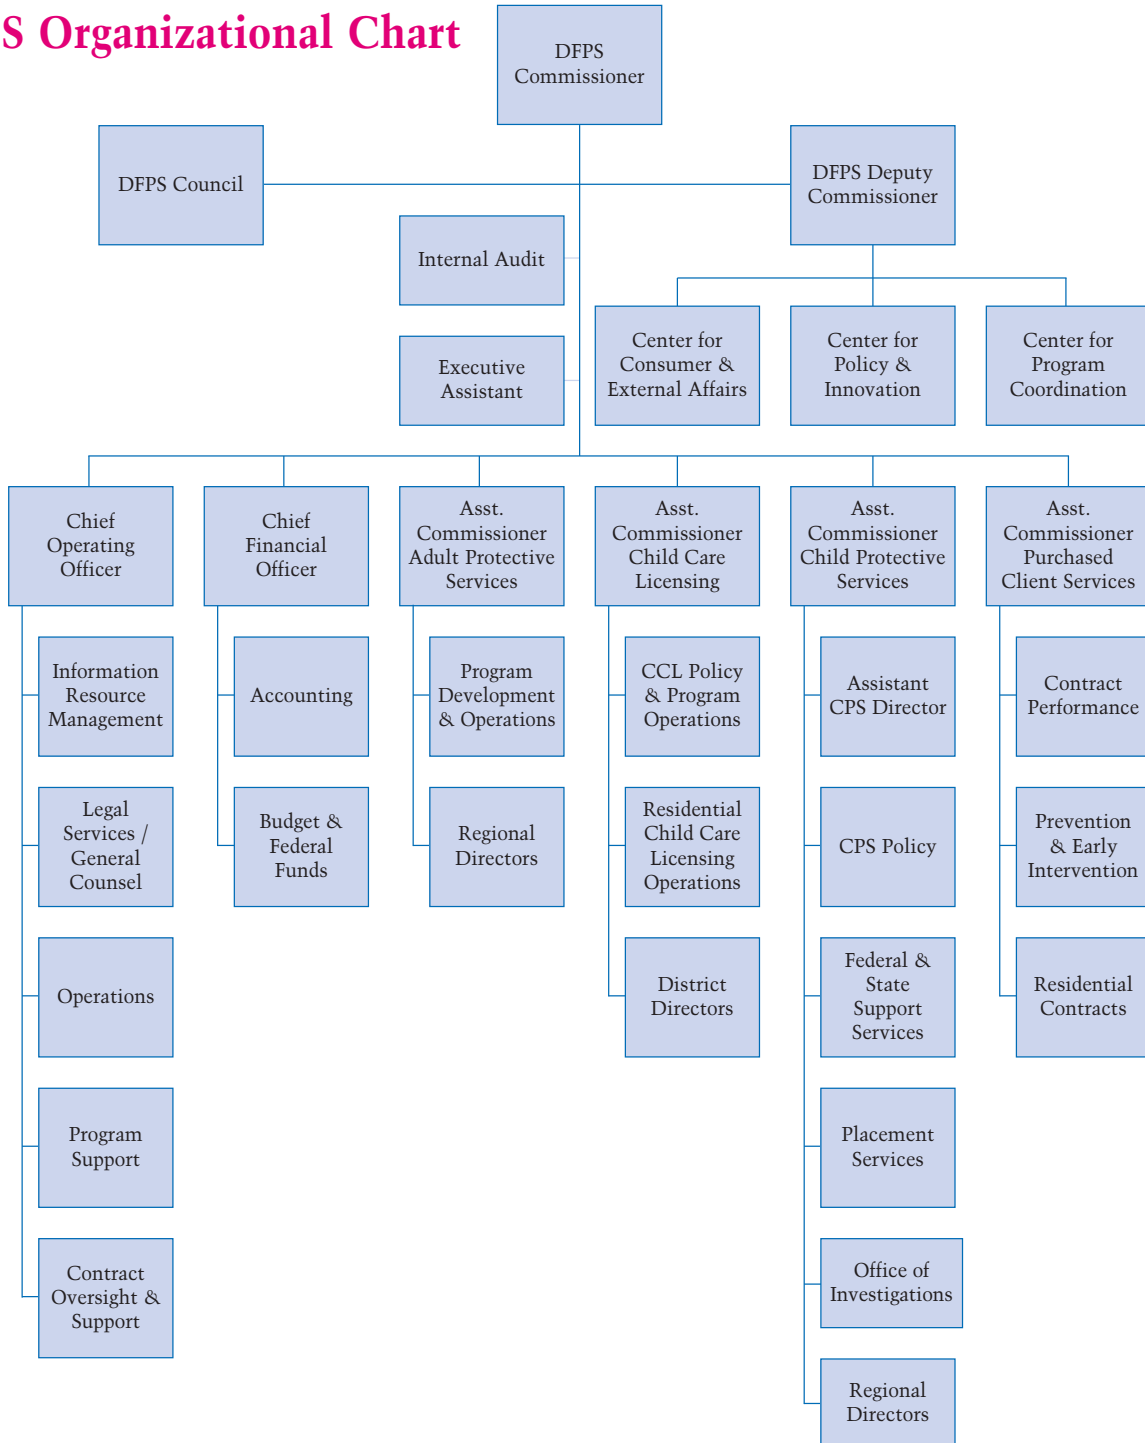 S Organizational Chart
DFPS
Commissioner
DFPS Council
DFPS Deputy
Commissioner
Internal Audit
Executive
Assistant
Center for
Consumer &
External Affairs
Center for
Policy &
Innovation
Center for
Program
Coordination
Chief
Operating
Officer
Chief
Financial
Officer
Asst.
Commissioner
Adult Protective
Services
Asst.
Commissioner
Child Care
Licensing
Asst.
Commissioner
Child Protective
Services
Asst.
Commissioner
Purchased
Client Services
Information
Resource
Management
Accounting
Program
Development
& Operations
CCL Policy
& Program
Operations
Assistant
CPS Director
Contract
Performance
Legal
Services /
General
Counsel
Budget &
Federal
Funds
Regional
Directors
Residential
Child Care
Licensing
Operations
CPS Policy
Prevention
& Early
Intervention
Operations
District
Directors
Federal &
State
Support
Services
Residential
Contracts
Program
Support
Placement
Services
Contract
Oversight &
Support
Office of
Investigations
Regional
Directors